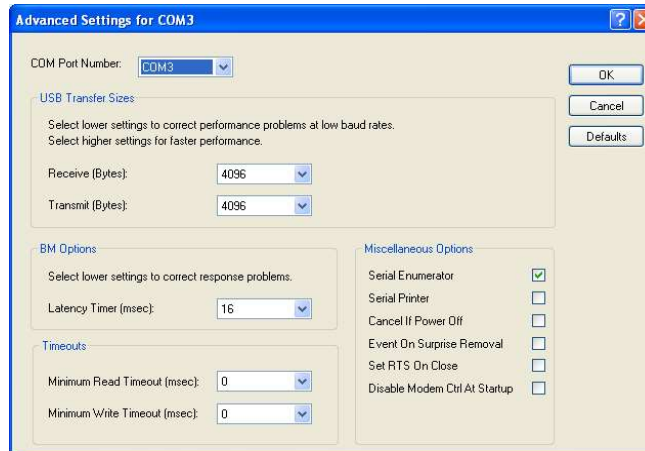 Advanced Settings for COM3
COM Port Number: COM3
OK
Cancel
Defaults
USB Transfer Sizes
Select lower settings to correct performance problems at low baud rates.
Select higher settings for faster performance.
Receive (Bytes): 4096
Transmit (Bytes): 4096
BM Options
Select lower settings to correct response problems.
Latency Timer (msec): 16
Timeouts
Minimum Read Timeout (msec): 0
Minimum Write Timeout (msec): 0
Miscellaneous Options
Serial Enumerator
Serial Printer
Cancel If Power Off
Event On Surprise Removal
Set RTS On Close
Disable Modem Ctrl At Startup